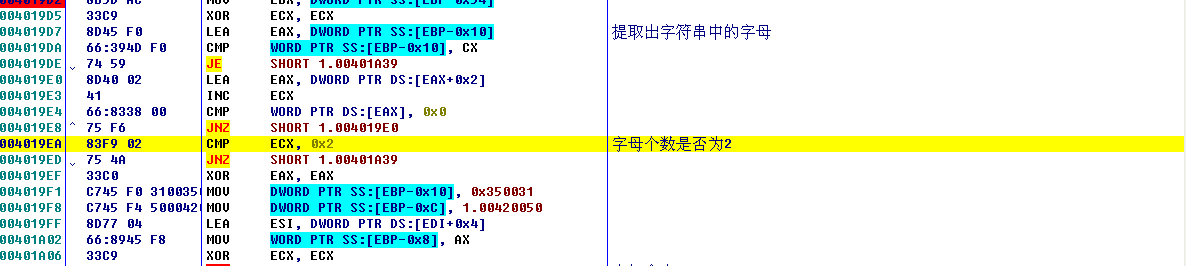 004019D2 8B5D AC MOV EBX, DWORD PTR SS:[EBP-0x54]
004019D5 33C9 XOR ECX, ECX
004019D7 8D45 F0 LEA EAX, DWORD PTR SS:[EBP-0x10] 提取出字符串中的字母
004019DA 66:394D F0 CMP WORD PTR SS:[EBP-0x10], CX
004019DE 74 59 JE SHORT 1.00401A39
004019E0 8D40 02 LEA EAX, DWORD PTR DS:[EAX+0x2]
004019E3 41 INC ECX
004019E4 66:8338 00 CMP WORD PTR DS:[EAX], 0x0
004019E8 75 F6 JNZ SHORT 1.004019E0
004019EA 83F9 02 CMP ECX, 0x2 字母个数是否为2
004019ED 75 4A JNZ SHORT 1.00401A39
004019EF 33C0 XOR EAX, EAX
004019F1 C745 F0 3100350 MOV DWORD PTR SS:[EBP-0x10], 0x350031
004019F8 C745 F4 5000420 MOV DWORD PTR SS:[EBP-0xC], 1.00420050
004019FF 8D77 04 LEA ESI, DWORD PTR DS:[EDI+0x4]
00401A02 66:8945 F8 MOV WORD PTR SS:[EBP-0x8], AX
00401A06 33C9 XOR ECX, ECX